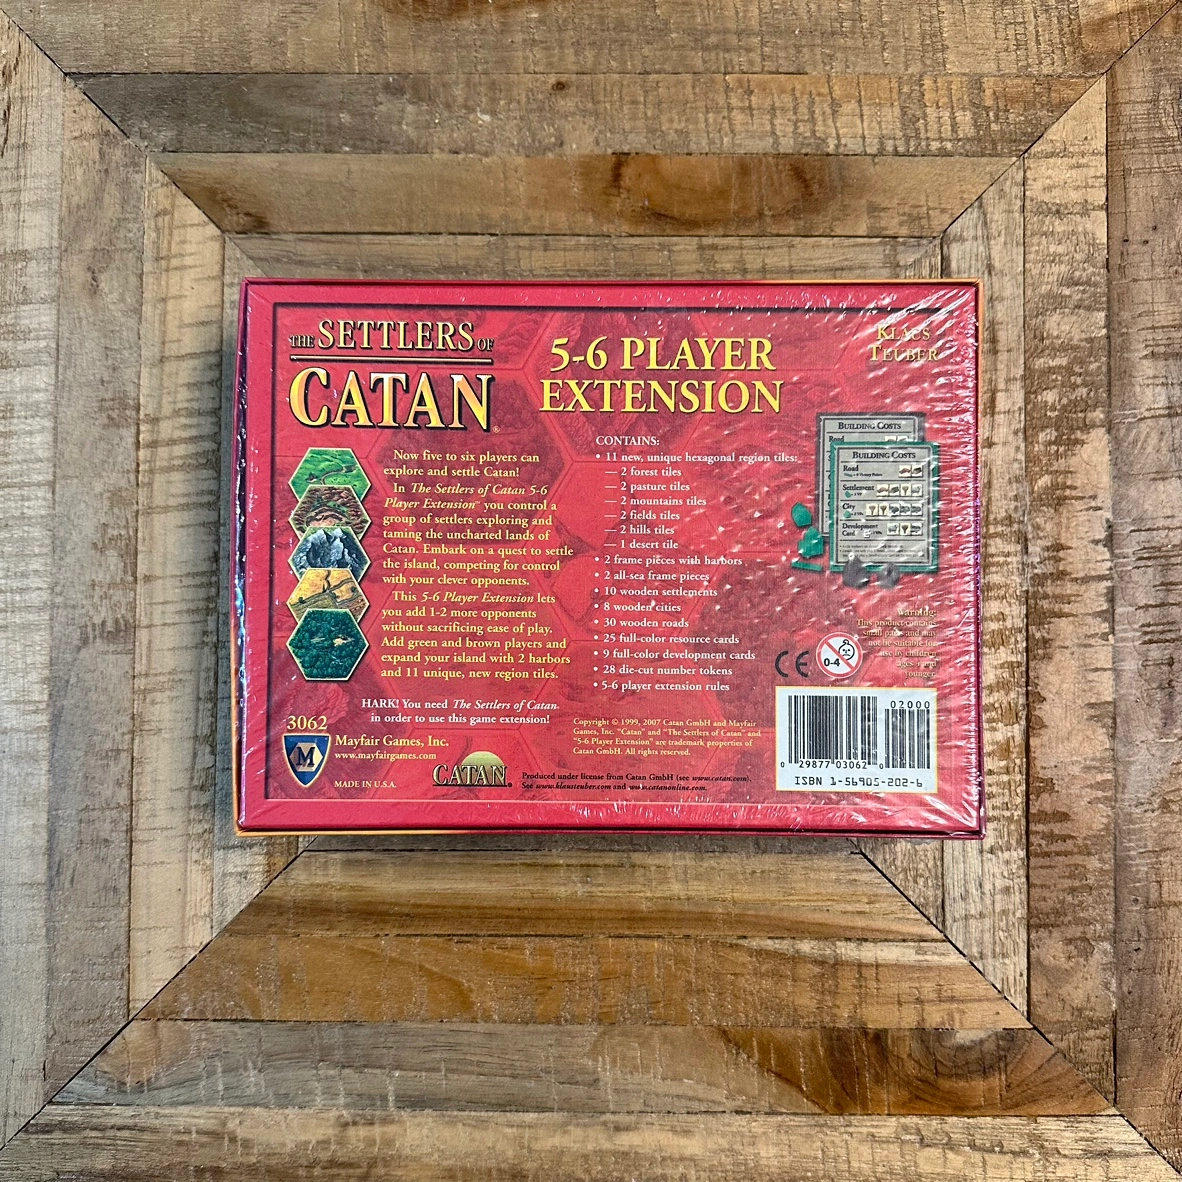 THE SETTLERS OF
CATAN®
5-6 PLAYER
EXTENSION
KLAUS
TEUBER
Now five to six players can
explore and settle Catan!
In The Settlers of Catan 5-6
Player Extension™ you control a
group of settlers exploring and
taming the uncharted lands of
Catan. Embark on a quest to settle
the island, competing for control
with your clever opponents.
This 5-6 Player Extension lets
you add 1-2 more opponents
without sacrificing ease of play.
Add green and brown players and
expand your island with 2 harbors
and 11 unique, new region tiles.
HARK! You need The Settlers of Catan
in order to use this game extension!
CONTAINS:
• 11 new, unique hexagonal region tiles:
— 2 forest tiles
— 2 pasture tiles
— 2 mountains tiles
— 2 fields tiles
— 2 hills tiles
— 1 desert tile
• 2 frame pieces with harbors
• 2 all-sea frame pieces
• 10 wooden settlements
• 8 wooden cities
• 30 wooden roads
• 25 full-color resource cards
• 9 full-color development cards
• 28 die-cut number tokens
• 5-6 player extension rules
BUILDING COSTS
Road
BUILDING COSTS
Road
Settlement
City
Development
Card
Warning:
This product contains
small parts and may
not be suitable for
use by children
ages 4 and
younger.
CE
0-4
3062
M
Mayfair Games, Inc.
www.mayfairgames.com
MADE IN U.S.A.
CATAN®
Copyright © 1999, 2007 Catan GmbH and Mayfair
Games, Inc. "Catan" and "The Settlers of Catan" and
"5-6 Player Extension" are trademark properties of
Catan GmbH. All rights reserved.
Produced under license from Catan GmbH (see www.catan.com).
See www.klausteuber.com and www.catanonline.com.
02000
0 29877 03062 0
ISBN 1-56905-202-6